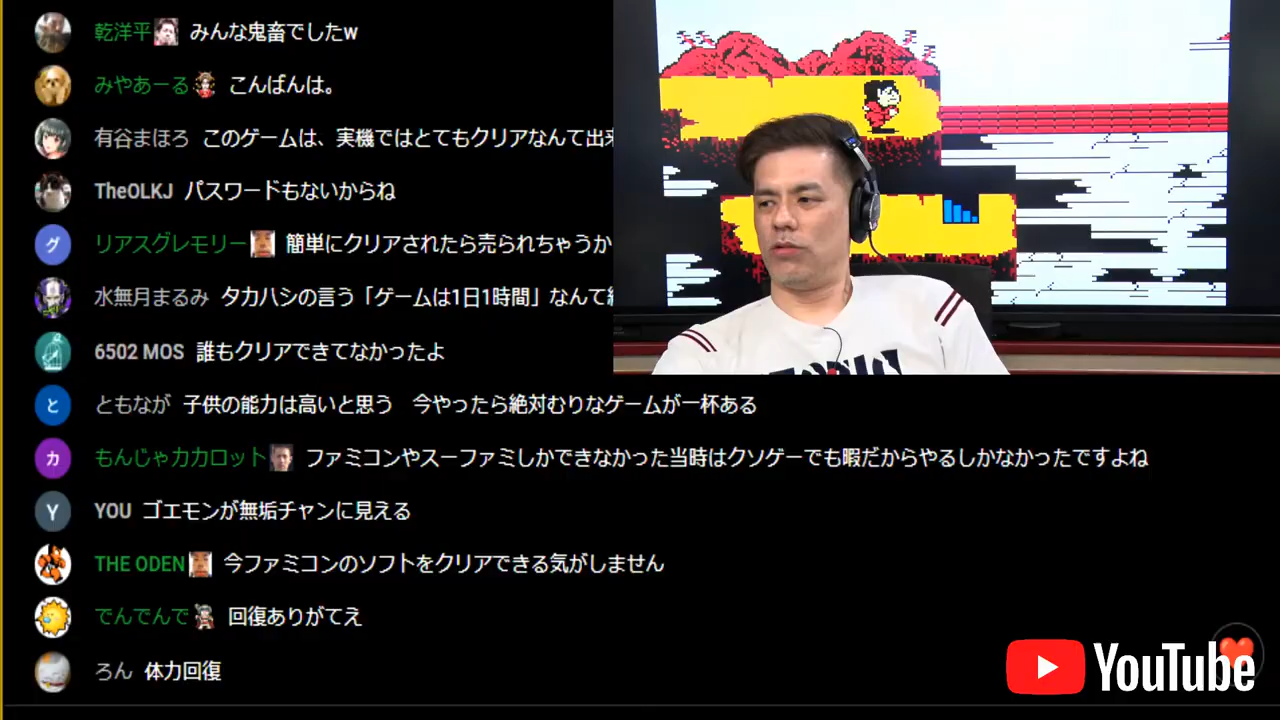 乾洋平 みんな鬼畜でしたw
みやあーる こんばんは。
有谷まほろ このゲームは、実機ではとてもクリアなんて出来
TheOLKJ パスワードもないからね
グ リアスグレモリー 簡単にクリアされたら売られちゃうか
水無月まるみ タカハシの言う「ゲームは1日1時間」なんて
6502 MOS 誰もクリアできてなかったよ
と ともなが 子供の能力は高いと思う 今やったら絶対むりなゲームが一杯ある
カ もんじゃカカロット ファミコンやスーファミしかできなかった当時はクソゲーでも暇だからやるしかなかったですよね
Y YOU ゴエモンが無垢チャンに見える
THE ODEN 今ファミコンのソフトをクリアできる気がしません
でんでんで 回復ありがてえ
ろん 体力回復
YouTube